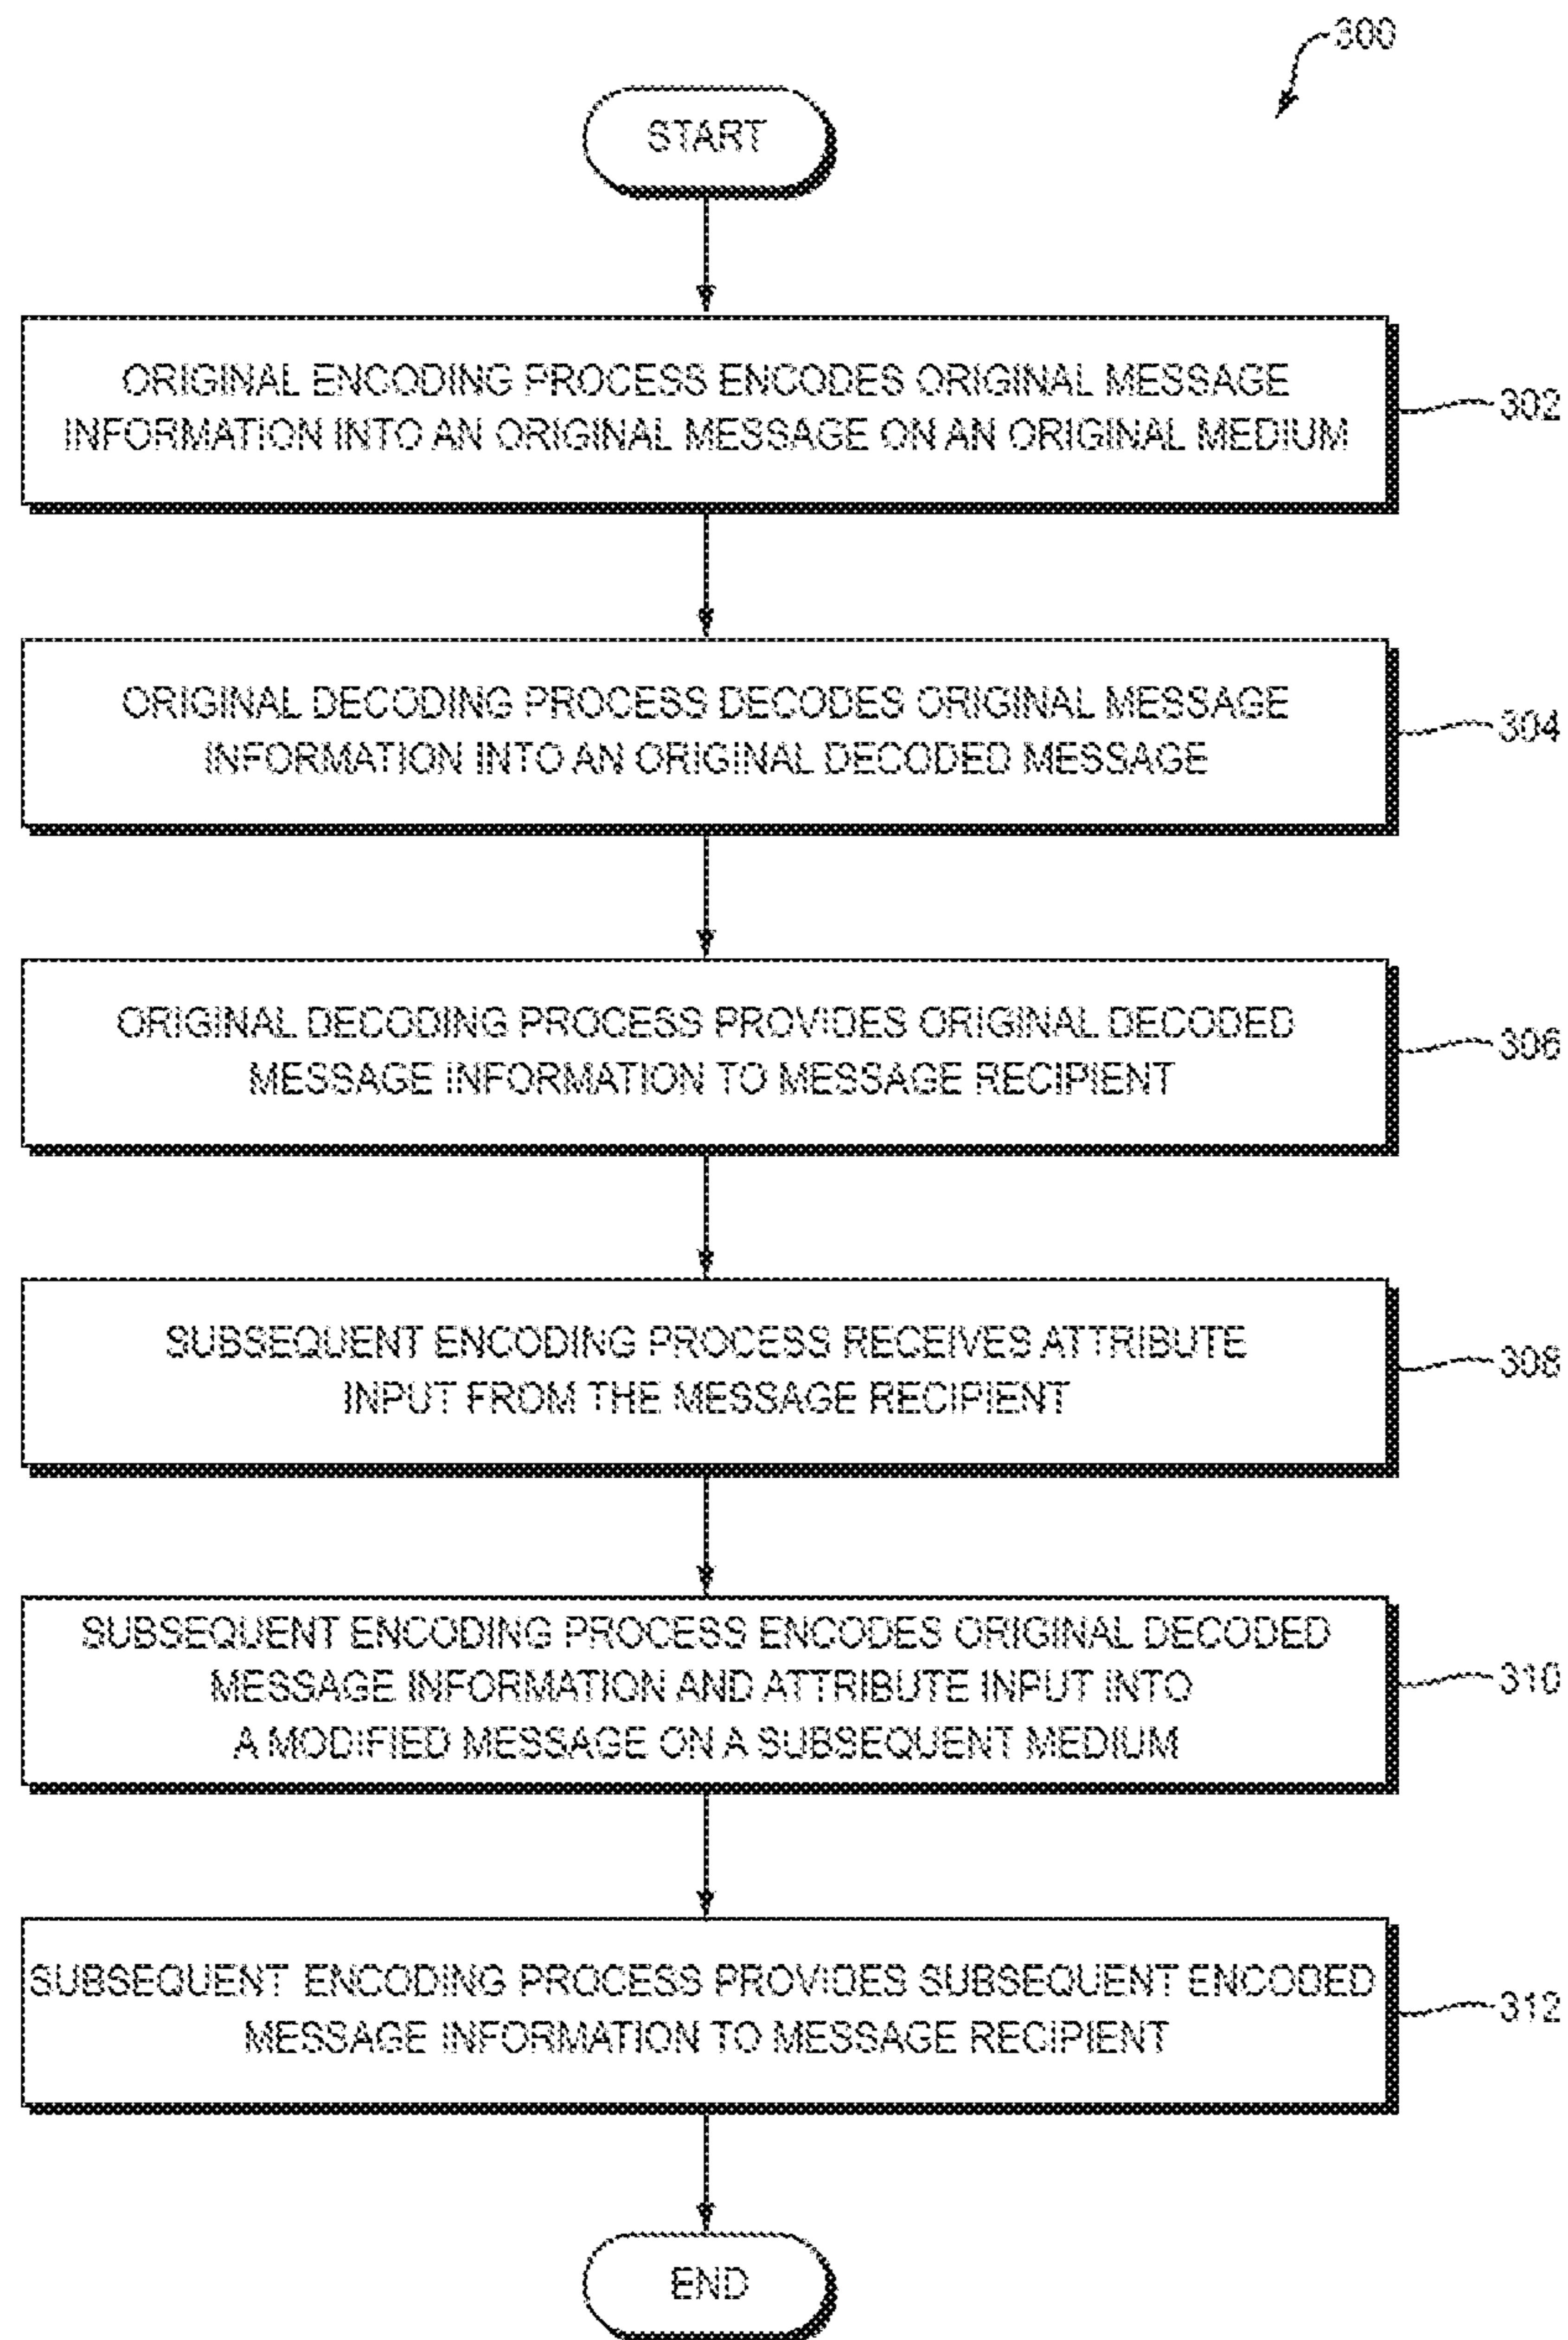 300
START
ORIGINAL ENCODING PROCESS ENCODES ORIGINAL MESSAGE
INFORMATION INTO AN ORIGINAL MESSAGE ON AN ORIGINAL MEDIUM
302
ORIGINAL DECODING PROCESS DECODES ORIGINAL MESSAGE
INFORMATION INTO AN ORIGINAL DECODED MESSAGE
304
ORIGINAL DECODING PROCESS PROVIDES ORIGINAL DECODED
MESSAGE INFORMATION TO MESSAGE RECIPIENT
306
SUBSEQUENT ENCODING PROCESS RECEIVES ATTRIBUTE
INPUT FROM THE MESSAGE RECIPIENT
308
SUBSEQUENT ENCODING PROCESS ENCODES ORIGINAL DECODED
MESSAGE INFORMATION AND ATTRIBUTE INPUT INTO
A MODIFIED MESSAGE ON A SUBSEQUENT MEDIUM
310
SUBSEQUENT ENCODING PROCESS PROVIDES SUBSEQUENT ENCODED
MESSAGE INFORMATION TO MESSAGE RECIPIENT
312
END